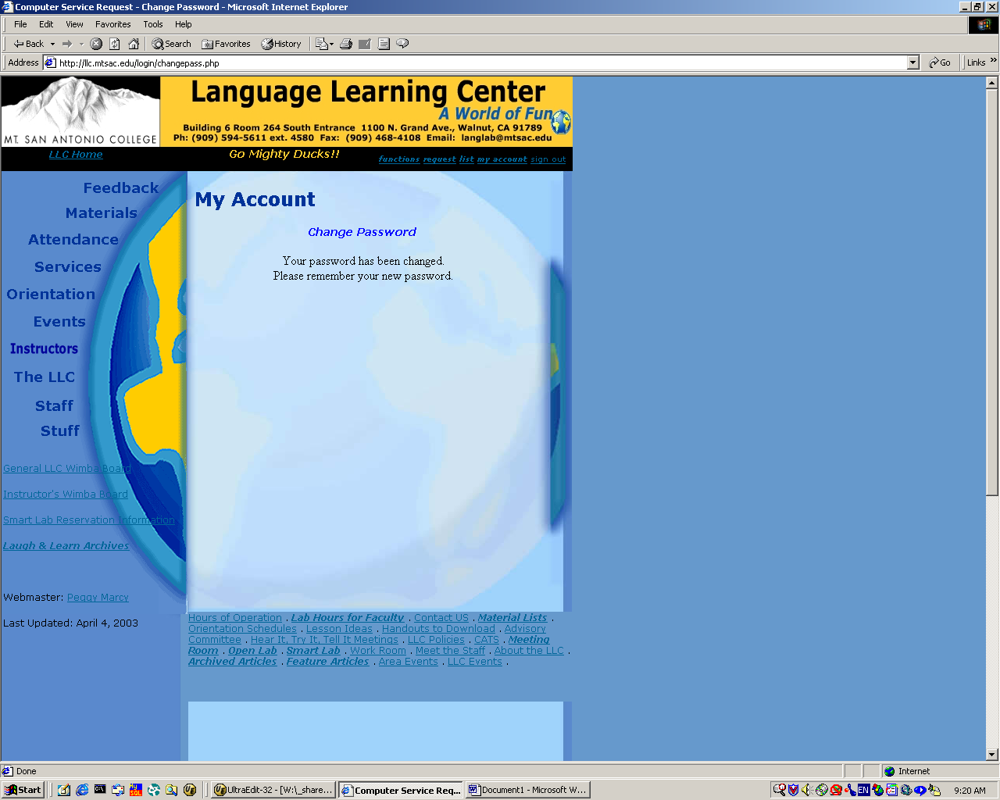 Computer Service Request - Change Password - Microsoft Internet Explorer
File Edit View Favorites Tools Help
Back Search Favorites History
Address http://llc.mtsac.edu/login/changepass.php Go Links »
MT. SAN ANTONIO COLLEGE
Language Learning Center
A World of Fun
Building 6 Room 264 South Entrance 1100 N. Grand Ave., Walnut, CA 91789
Ph: (909) 594-5611 ext. 4580 Fax: (909) 468-4108 Email: langlab@mtsac.edu
LLC Home Go Mighty Ducks!! functions request list my account sign out
Feedback
Materials
Attendance
Services
Orientation
Events
Instructors
The LLC
Staff
Stuff
General LLC Wimba Board
Instructor's Wimba Board
Smart Lab Reservation Information
Laugh & Learn Archives
Webmaster: Peggy Marcy
Last Updated: April 4, 2003
My Account
Change Password
Your password has been changed.
Please remember your new password.
Hours of Operation . Lab Hours for Faculty . Contact US . Material Lists .
Orientation Schedules . Lesson Ideas . Handouts to Download . Advisory
Committee . Hear It, Try It, Tell It Meetings . LLC Policies . CATS . Meeting
Room . Open Lab . Smart Lab . Work Room . Meet the Staff . About the LLC .
Archived Articles . Feature Articles . Area Events . LLC Events .
Done Internet
Start UltraEdit-32 - [W:\_share... Computer Service Req... Document1 - Microsoft W... EN 9:20 AM